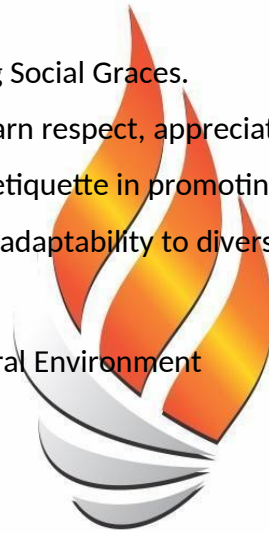 g Social Graces.
arn respect, appreciat
etiquette in promotin
adaptability to divers
ral Environment